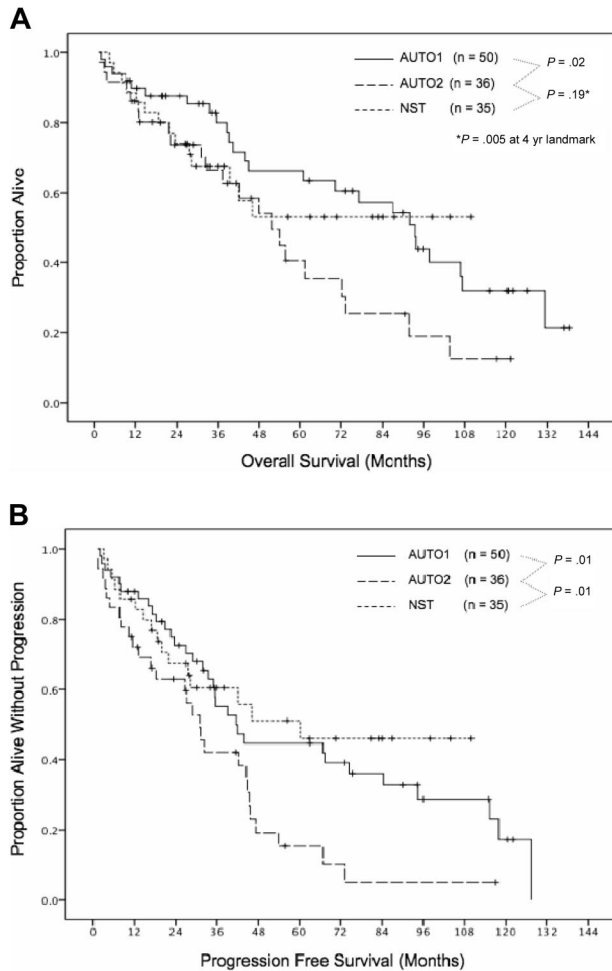 A
AUTO1 (n = 50)
AUTO2 (n = 36)
NST (n = 35)
P = .02
P = .19*
*P = .005 at 4 yr landmark
Proportion Alive
1.0
0.8
0.6
0.4
0.2
0.0
0 12 24 36 48 60 72 84 96 108 120 132 144
Overall Survival (Months)
B
AUTO1 (n = 50)
AUTO2 (n = 36)
NST (n = 35)
P = .01
P = .01
Proportion Alive Without Progression
1.0
0.8
0.6
0.4
0.2
0.0
0 12 24 36 48 60 72 84 96 108 120 132 144
Progression Free Survival (Months)